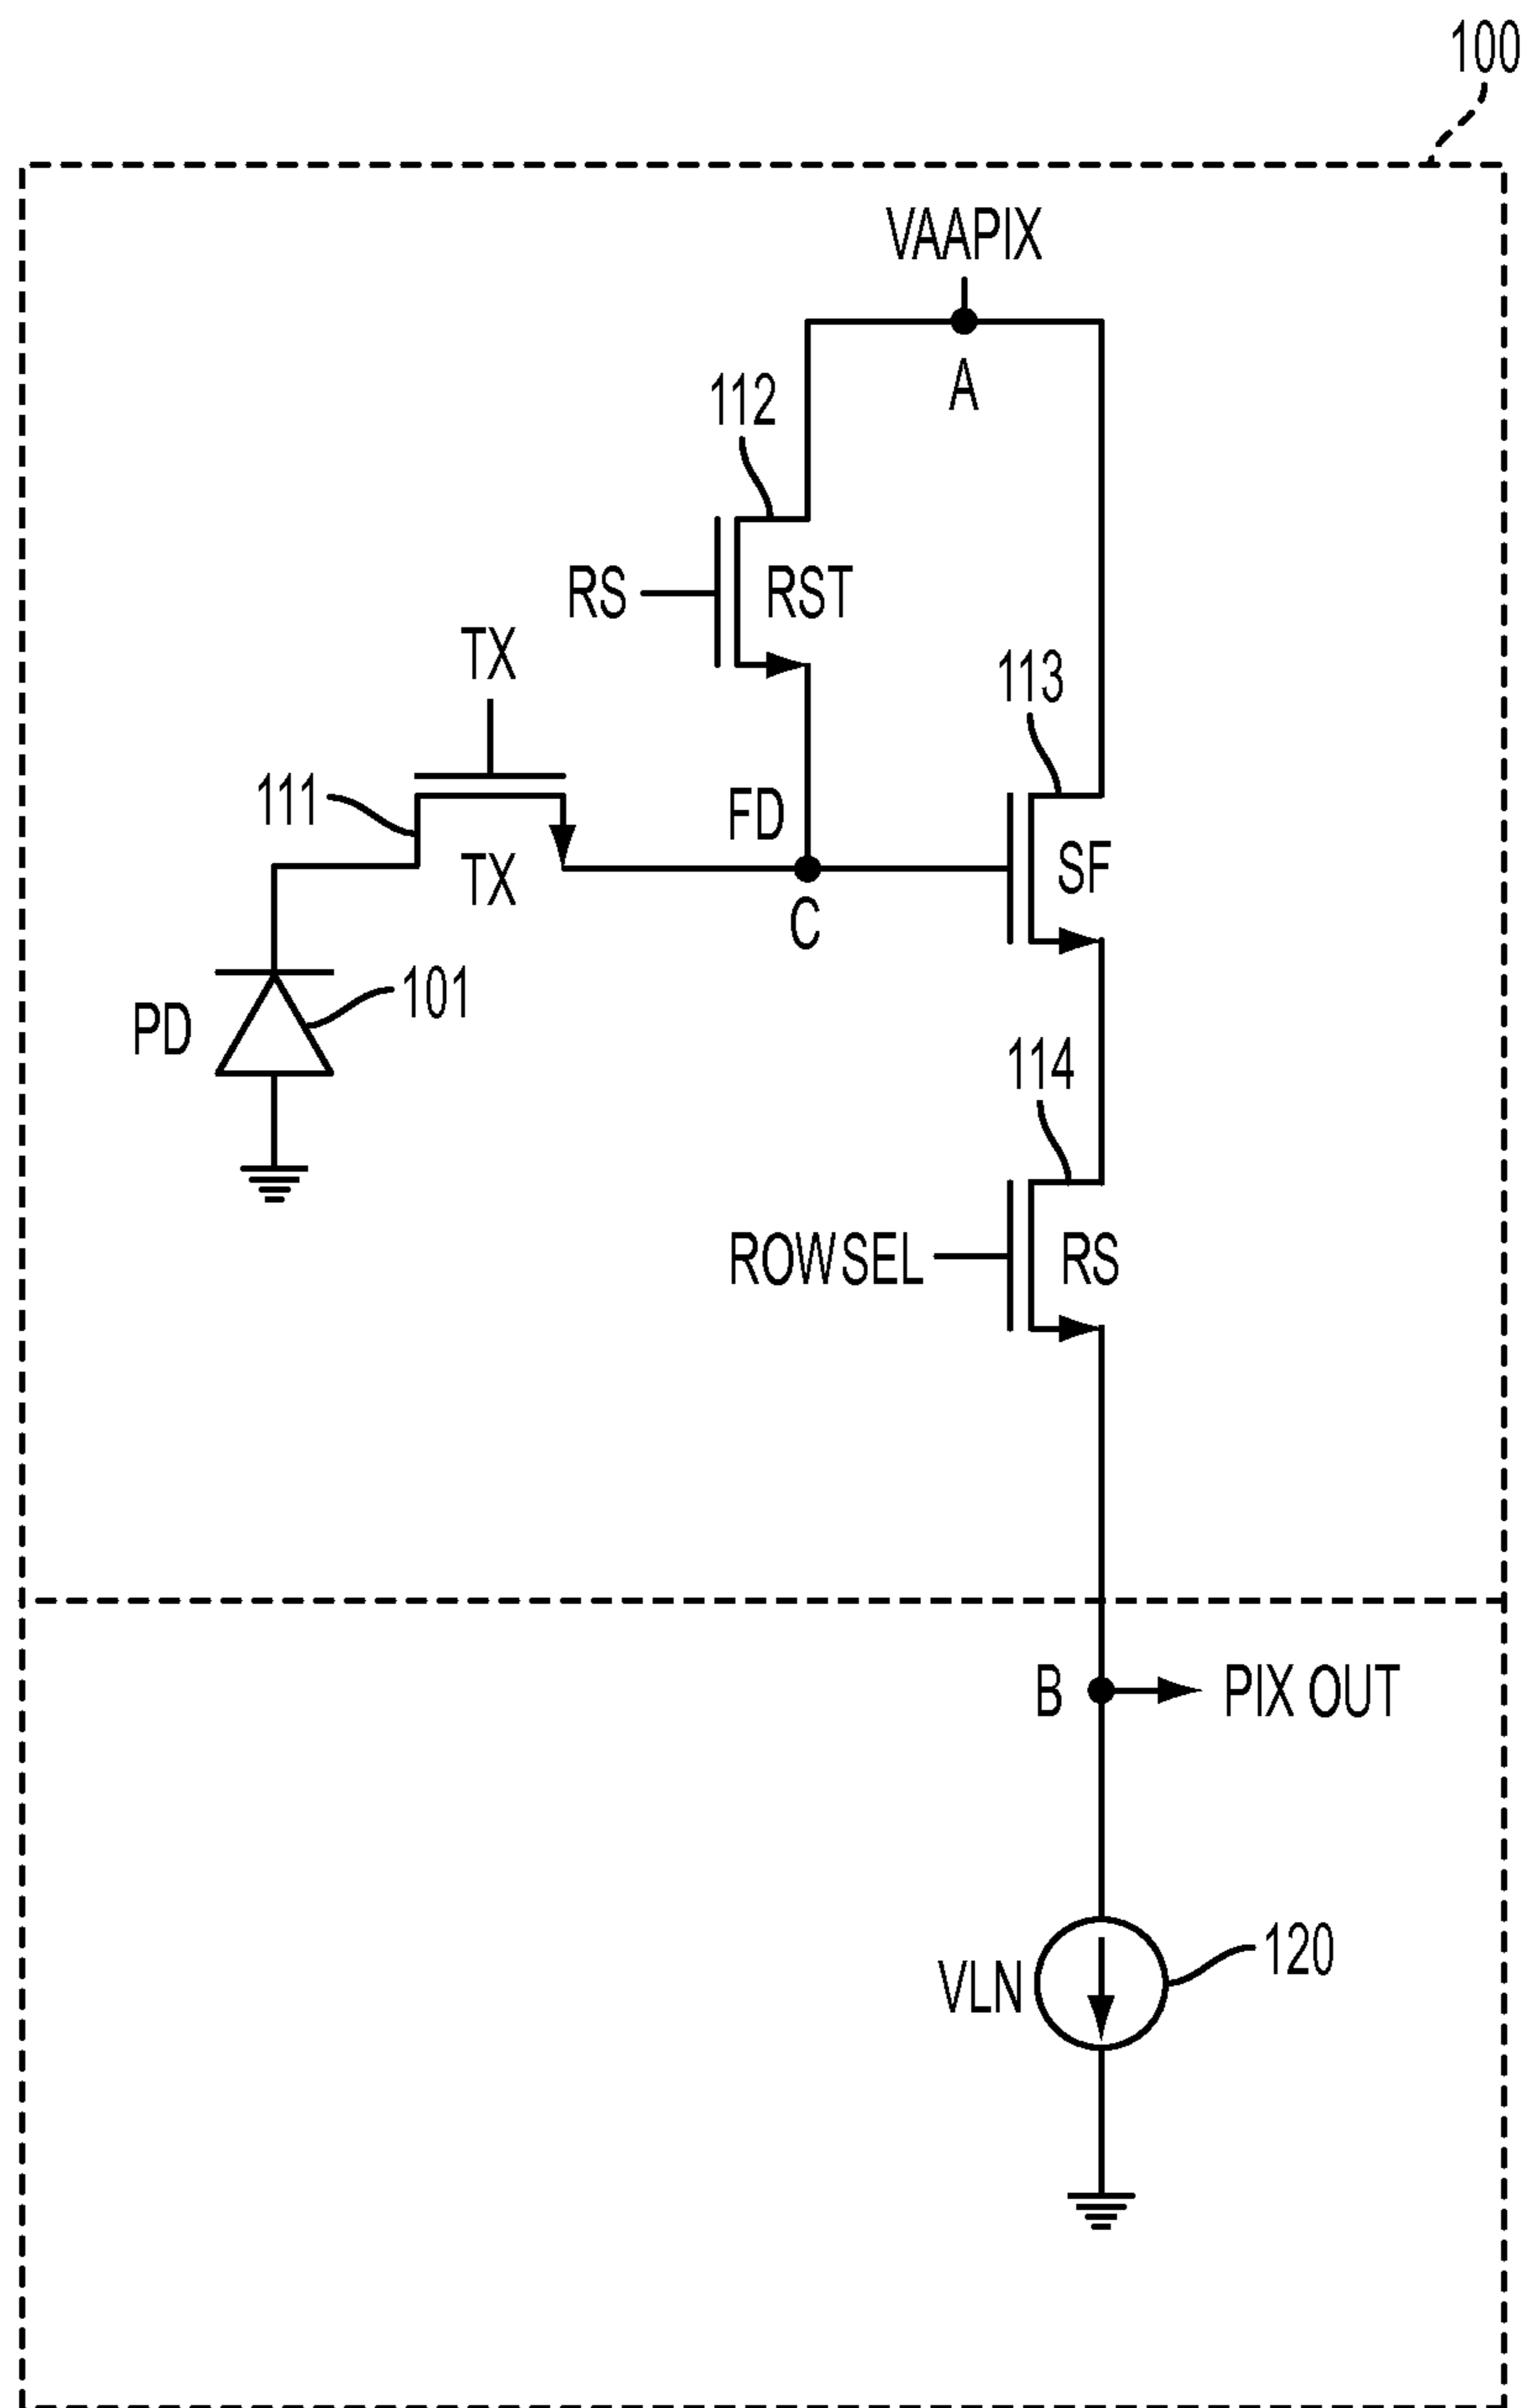 100
VAAPIX
A
112
RS
RST
TX
113
111
FD
TX
SF
C
101
PD
114
ROWSEL
RS
B
PIX OUT
VLN
120